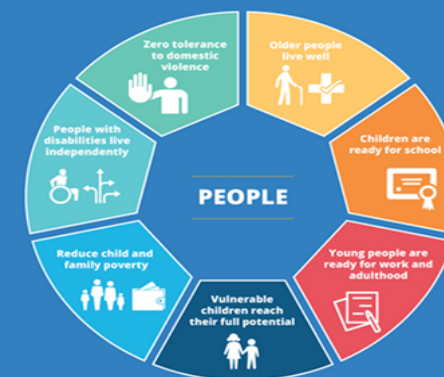 Zero tolerance
to domestic
violence
Older people
live well
People with
disabilities live
independently
Children are
ready for school
PEOPLE
Reduce child and
family poverty
Young people are
ready for work and
adulthood
Vulnerable
children reach
their full potential